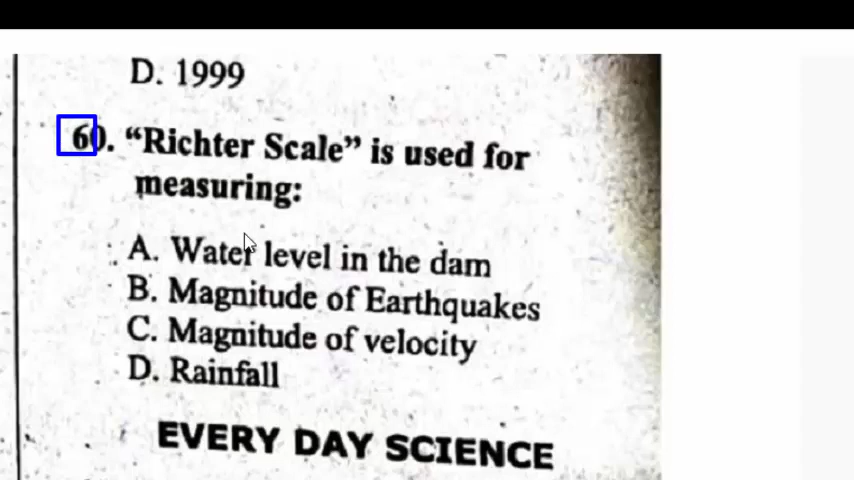 D. 1999
60. “Richter Scale” is used for
measuring:
A. Water level in the dam
B. Magnitude of Earthquakes
C. Magnitude of velocity
D. Rainfall
EVERY DAY SCIENCE